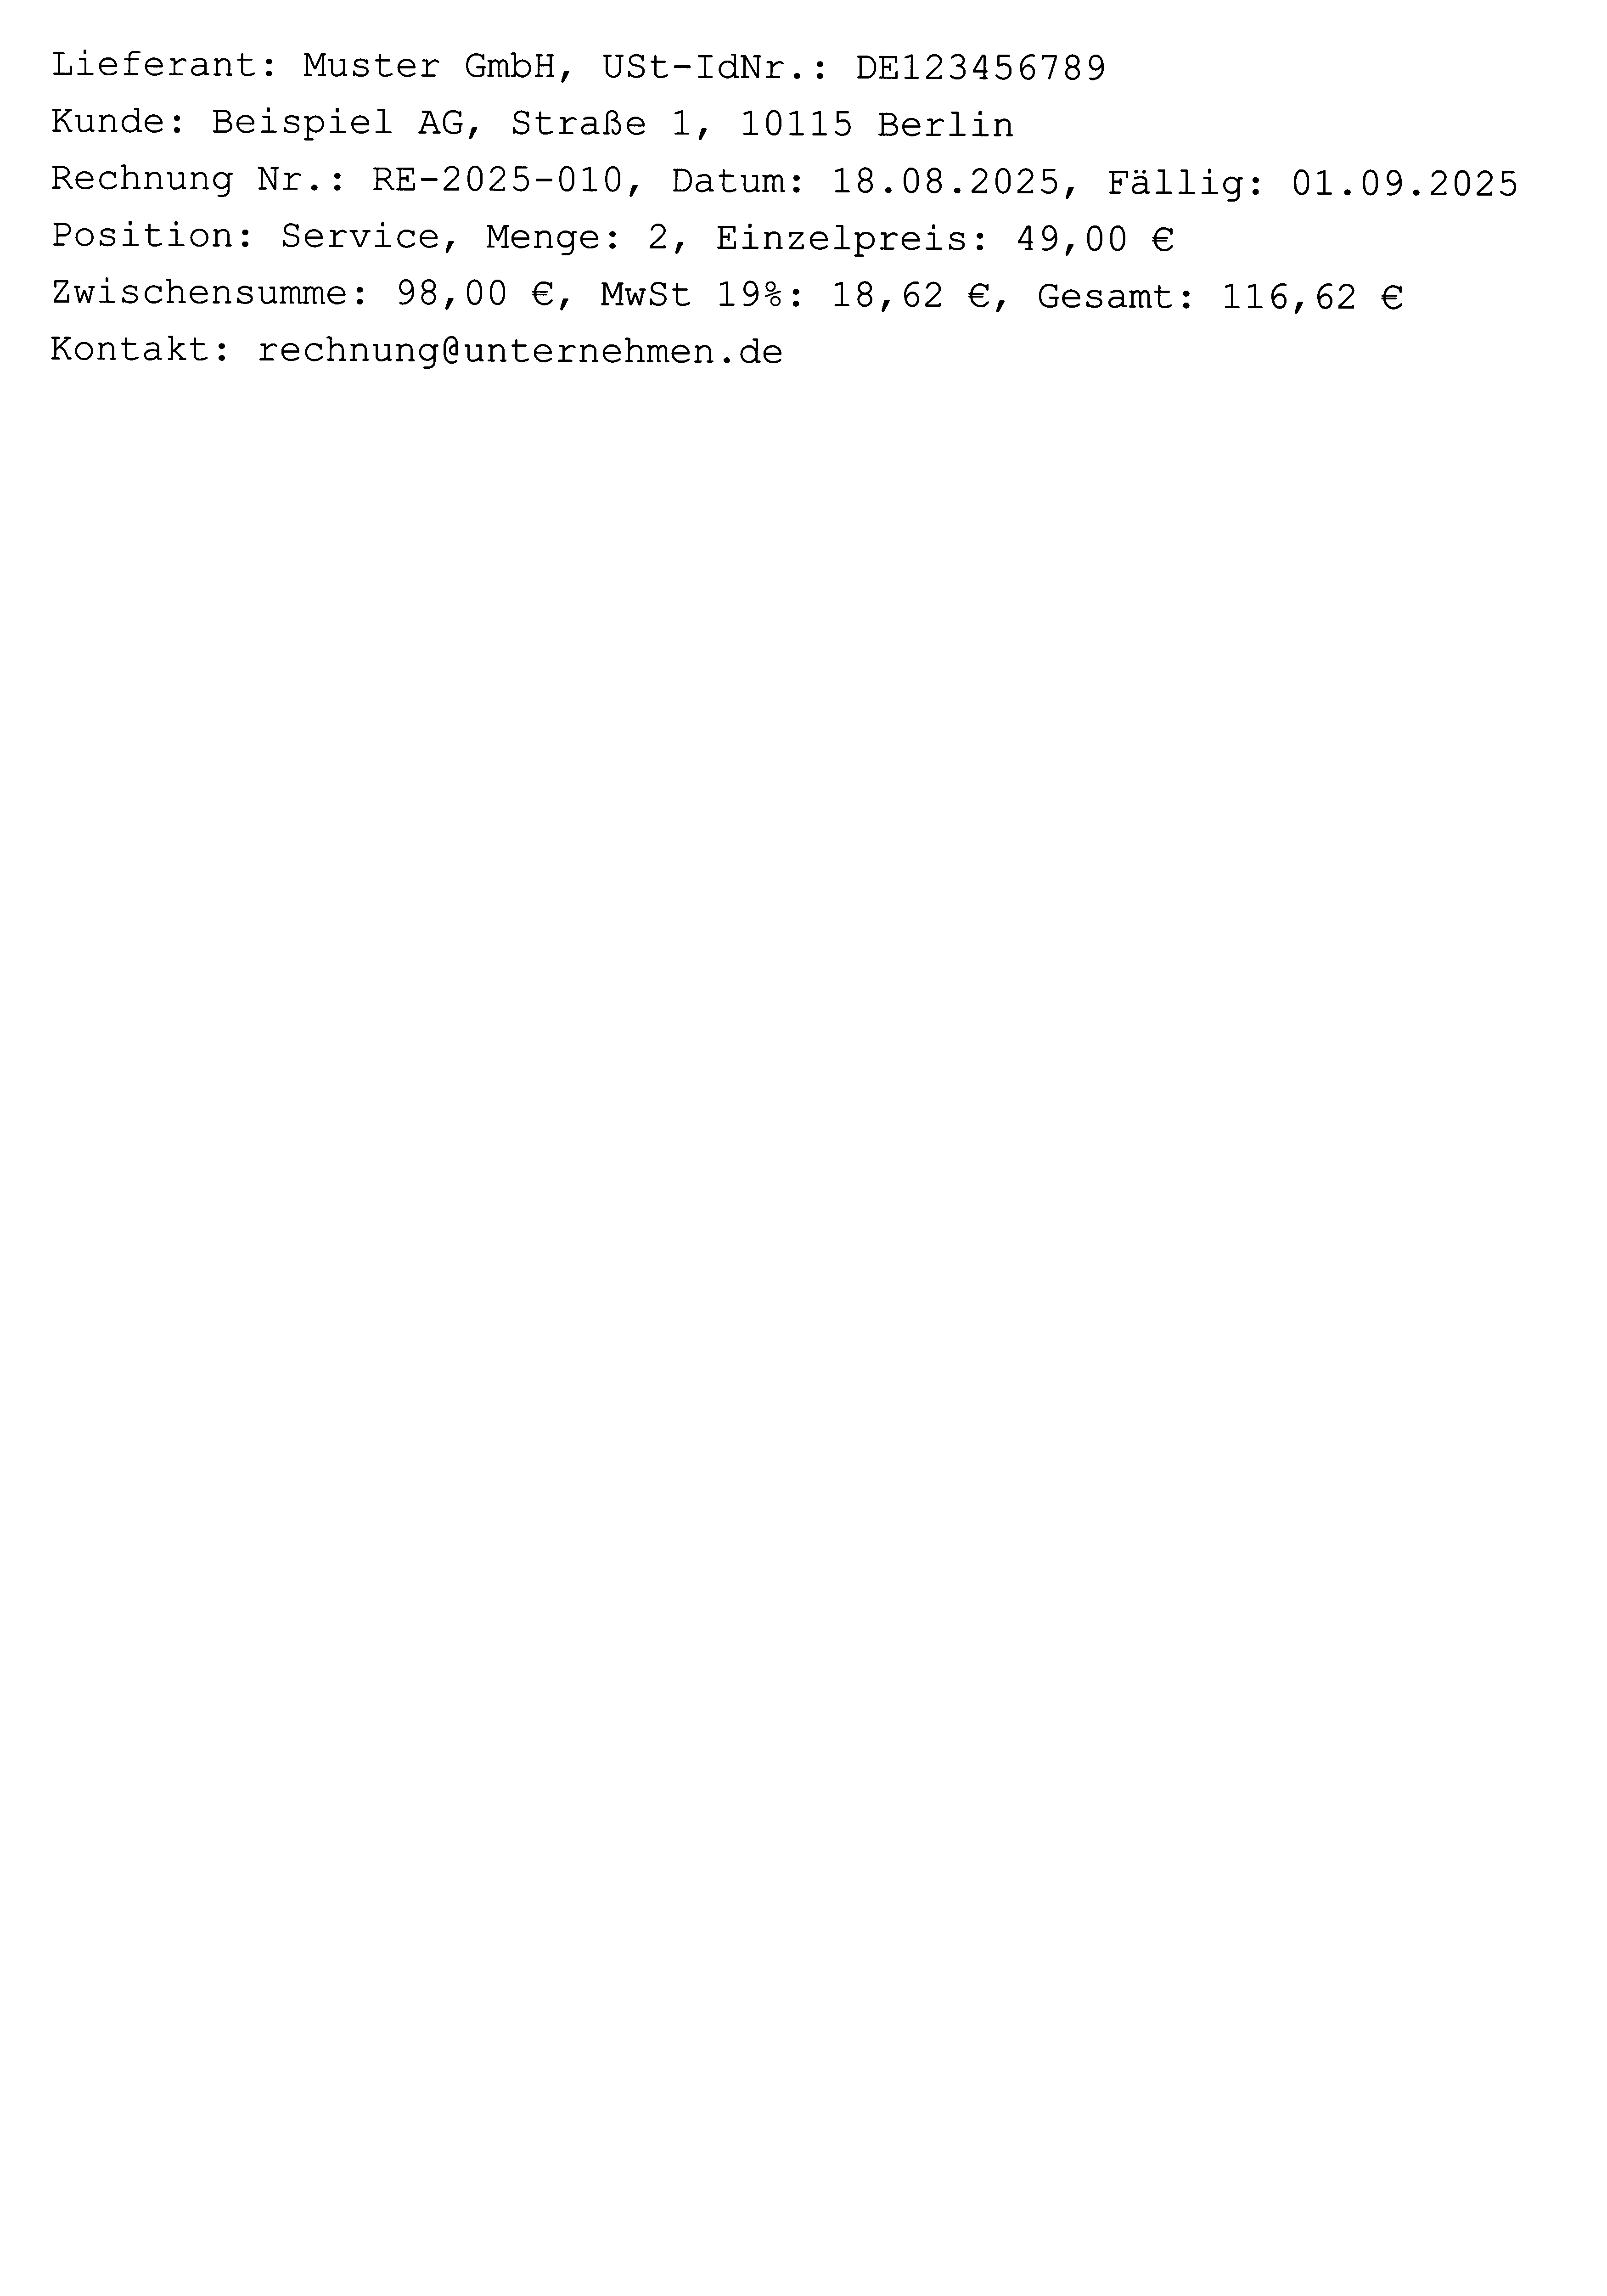 Lieferant: Muster GmbH, USt-IdNr.: DE123456789
Kunde: Beispiel AG, Straße 1, 10115 Berlin
Rechnung Nr.: RE-2025-010, Datum: 18.08.2025, Fällig: 01.09.2025
Position: Service, Menge: 2, Einzelpreis: 49,00 €
Zwischensumme: 98,00 €, MwSt 19%: 18,62 €, Gesamt: 116,62 €
Kontakt: rechnung@unternehmen.de